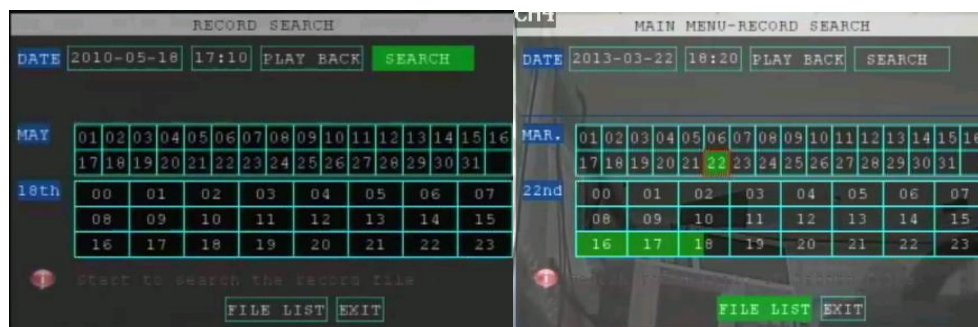 RECORD SEARCH
DATE 2010-05-18 17:10 PLAY BACK SEARCH
MAY 01 02 03 04 05 06 07 08 09 10 11 12 13 14 15 16
17 18 19 20 21 22 23 24 25 26 27 28 29 30 31
18th 00 01 02 03 04 05 06 07
08 09 10 11 12 13 14 15
16 17 18 19 20 21 22 23
Start to search the record file
FILE LIST EXIT
CH4
MAIN MENU-RECORD SEARCH
DATE 2013-03-22 18:20 PLAY BACK SEARCH
MAR. 01 02 03 04 05 06 07 08 09 10 11 12 13 14 15 16
17 18 19 20 21 22 23 24 25 26 27 28 29 30 31
22nd 00 01 02 03 04 05 06 07
08 09 10 11 12 13 14 15
16 17 18 19 20 21 22 23
FILE LIST EXIT